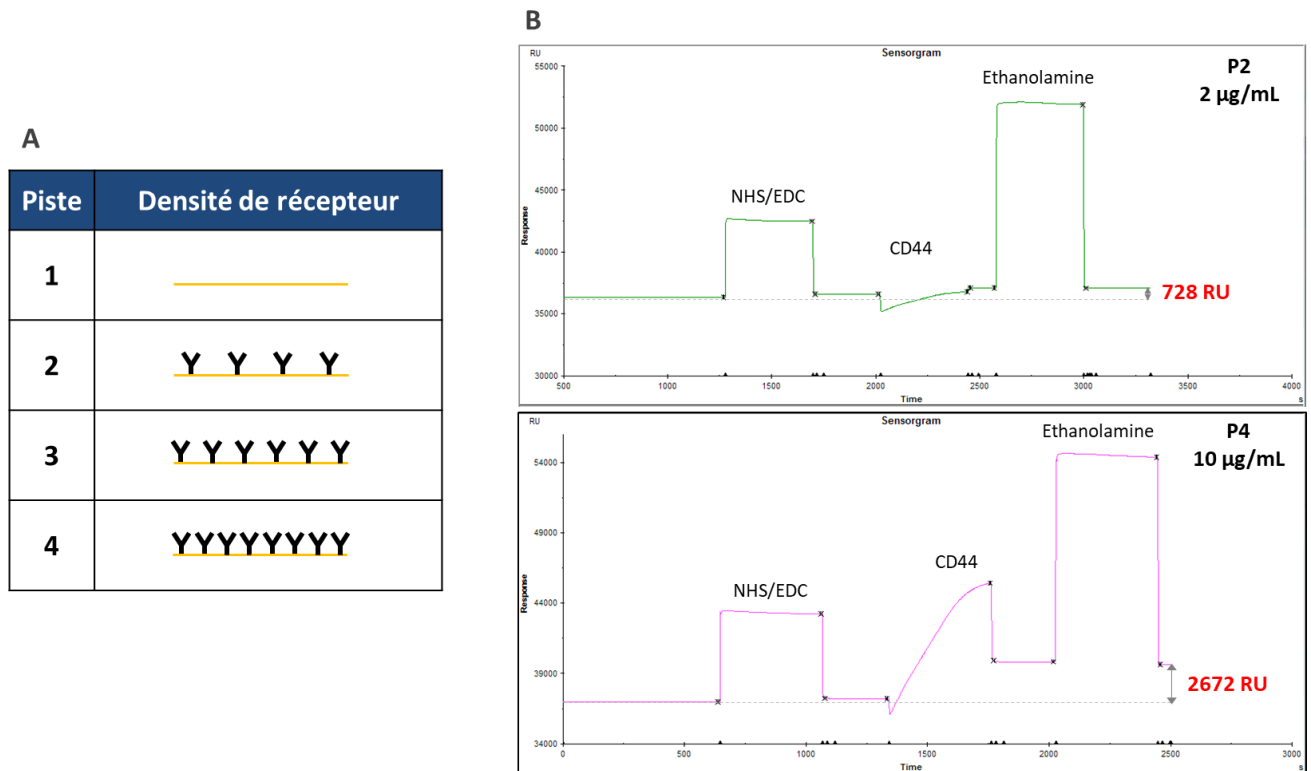 A
Piste Densité de récepteur
1
2
3
4
B
RU
Sensorgram
55000
50000
45000
40000
35000
30000
Response
500 1000 1500 2000 2500 3000 3500 4000
Time
s
NHS/EDC
CD44
Ethanolamine
P2
2 µg/mL
728 RU
RU
Sensorgram
54000
49000
44000
39000
34000
Response
0 500 1000 1500 2000 2500 3000
Time
s
NHS/EDC
CD44
Ethanolamine
P4
10 µg/mL
2672 RU